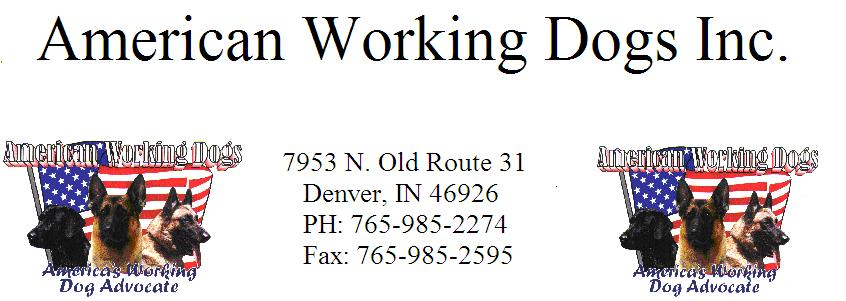 American Working Dogs Inc.
American Working Dogs
America's Working
Dog Advocate
7953 N. Old Route 31
Denver, IN 46926
PH: 765-985-2274
Fax: 765-985-2595
American Working Dogs
America's Working
Dog Advocate